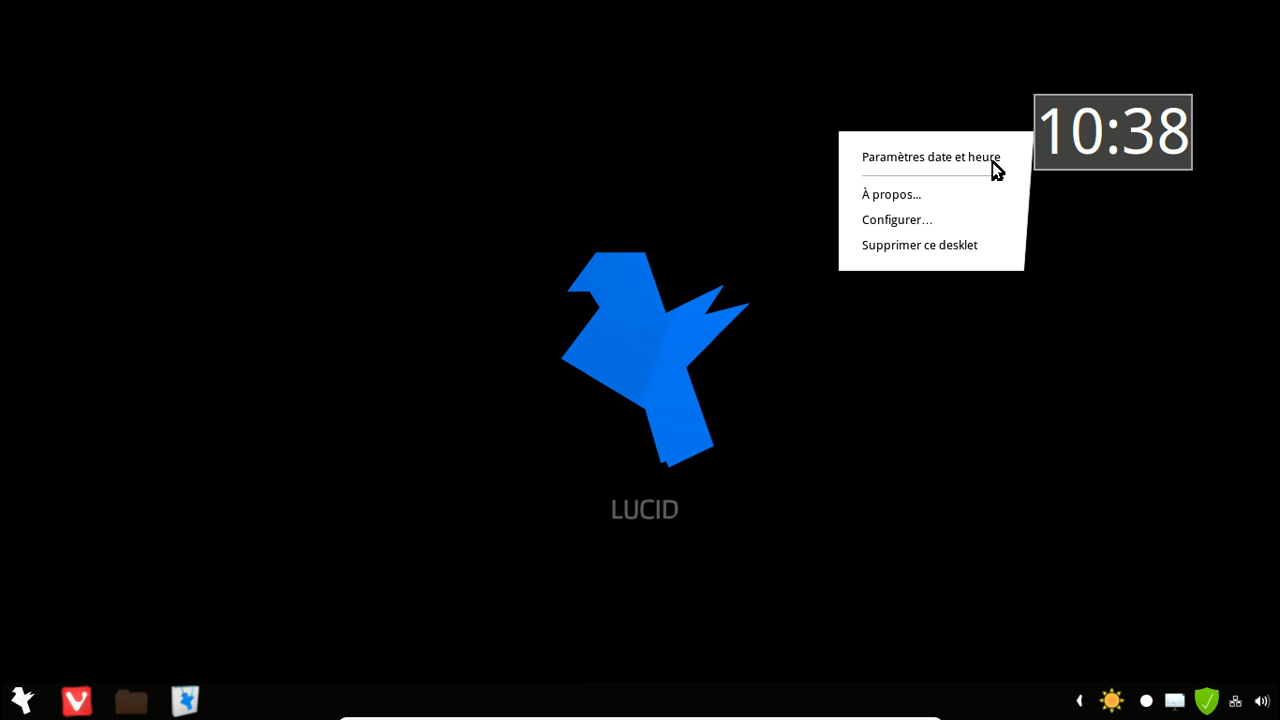 10:38
Paramètres date et heure
À propos...
Configurer…
Supprimer ce desklet
LUCID